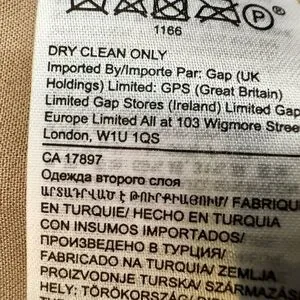 1166
DRY CLEAN ONLY
Imported By/Importe Par: Gap (UK
Holdings) Limited: GPS (Great Britain)
Limited Gap Stores (Ireland) Limited Gap
Europe Limited All at 103 Wigmore Stree
London, W1U 1QS
CA 17897
Одежда второго слоя
ԱՐՏԱԴՐՎԱԾ Է ԹՈՒՐՔԻԱՅՈՒՄ/ FABRIQU
EN TURQUIE/ HECHO EN TURQUIA
CON INSUMOS IMPORTADOS/
ПРОИЗВЕДЕНО В ТУРЦИИ/
FABRICADO NA TURQUIA/ ZEMLJA
PROIZVODNJE TURSKA/ SZÁRMAZÁS
HELY: TÖRÖKORSZÁG/